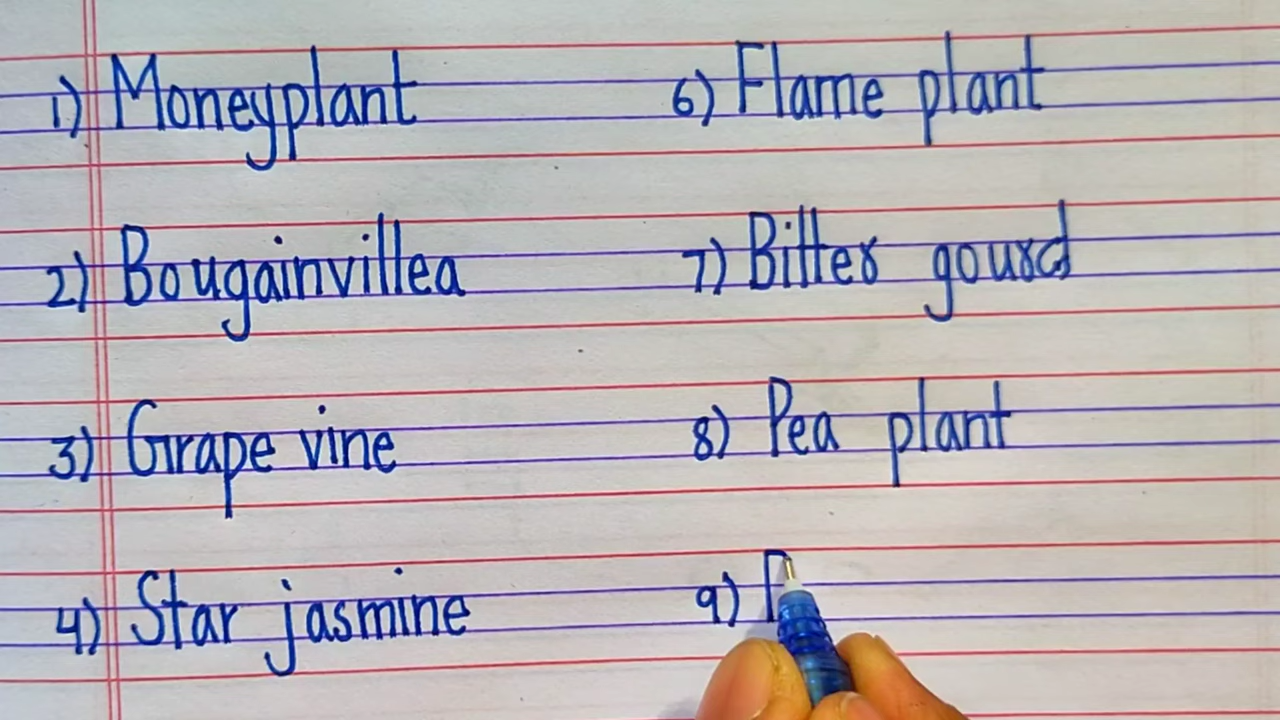 1) Moneyplant
2) Bougainvillea
3) Grape vine
4) Star jasmine
6) Flame plant
7) Bitter gourd
8) Pea plant
9)